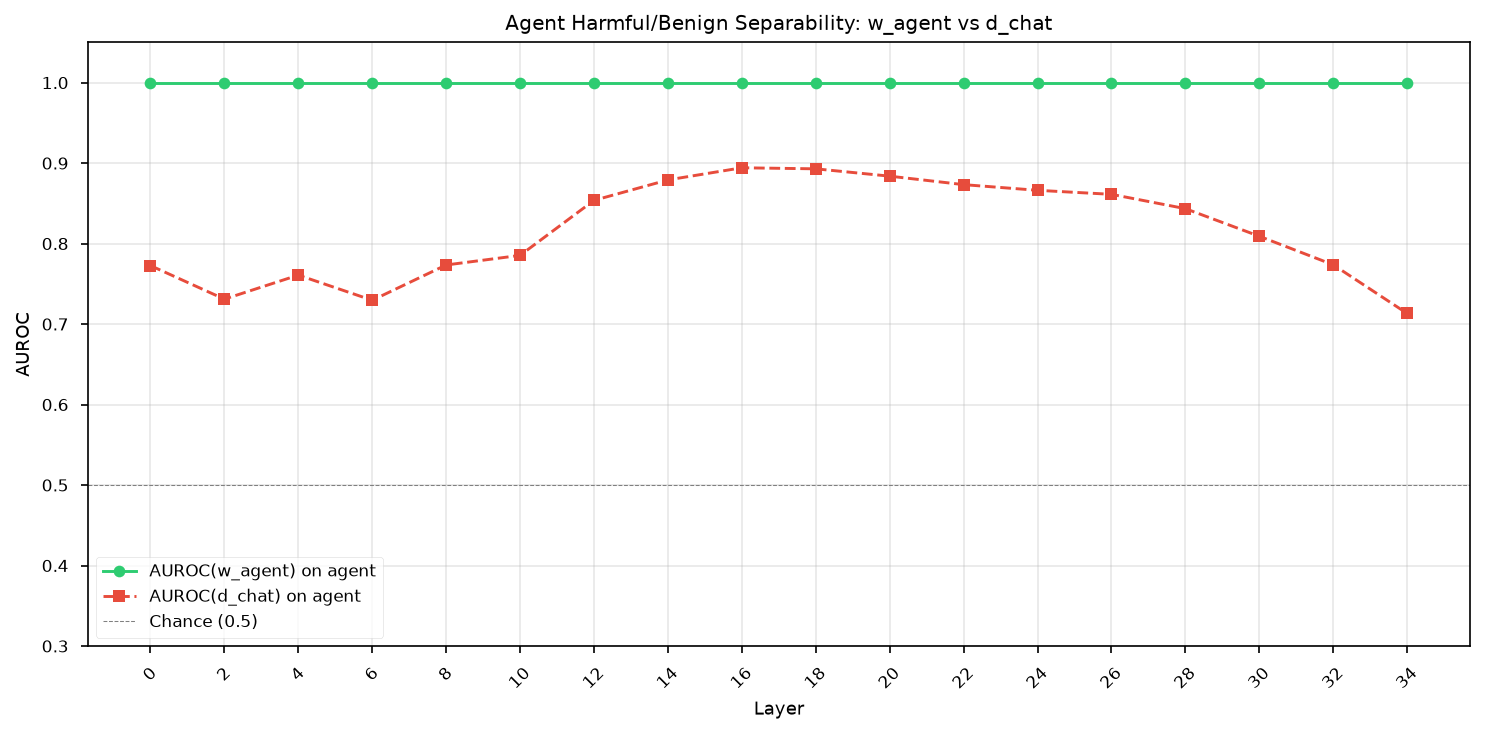 Agent Harmful/Benign Separability: w_agent vs d_chat
AUROC
1.0
0.9
0.8
0.7
0.6
0.5
0.4
0.3
AUROC(w_agent) on agent
AUROC(d_chat) on agent
Chance (0.5)
0 2 4 6 8 10 12 14 16 18 20 22 24 26 28 30 32 34
Layer